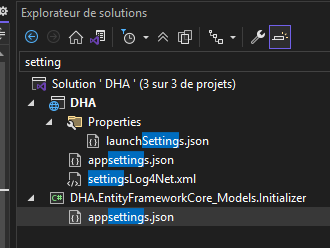 Explorateur de solutions
setting
Solution ' DHA ' (3 sur 3 de projets)
DHA
Properties
launchSettings.json
appsettings.json
settingsLog4Net.xml
C# DHA.EntityFrameworkCore_Models.Initializer
appsettings.json